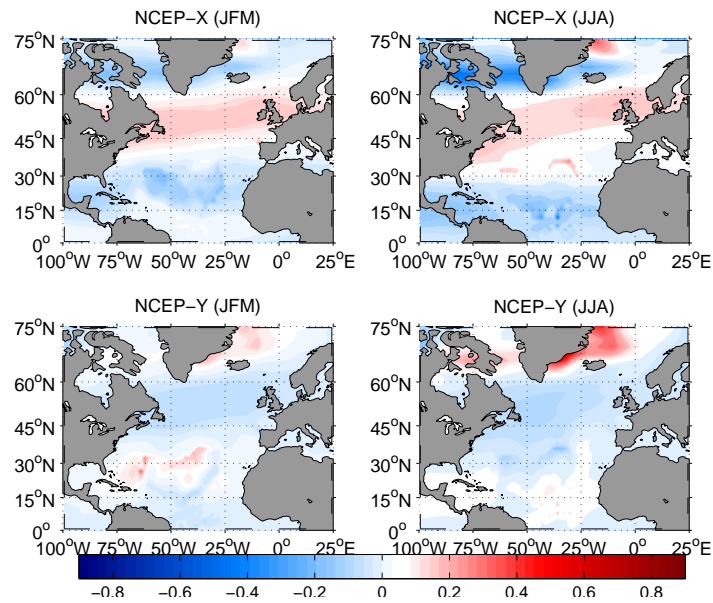 NCEP−X (JFM)
NCEP−X (JJA)
75°N
60°N
45°N
30°N
15°N
0°
100°W 75°W 50°W 25°W 0° 25°E
75°N
60°N
45°N
30°N
15°N
0°
100°W 75°W 50°W 25°W 0° 25°E
NCEP−Y (JFM)
NCEP−Y (JJA)
75°N
60°N
45°N
30°N
15°N
0°
100°W 75°W 50°W 25°W 0° 25°E
75°N
60°N
45°N
30°N
15°N
0°
100°W 75°W 50°W 25°W 0° 25°E
−0.8 −0.6 −0.4 −0.2 0 0.2 0.4 0.6 0.8